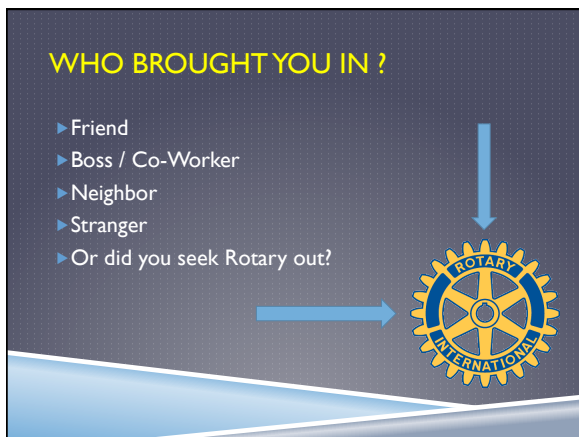 WHO BROUGHT YOU IN ?
Friend
Boss / Co-Worker
Neighbor
Stranger
Or did you seek Rotary out?
ROTARY
INTERNATIONAL